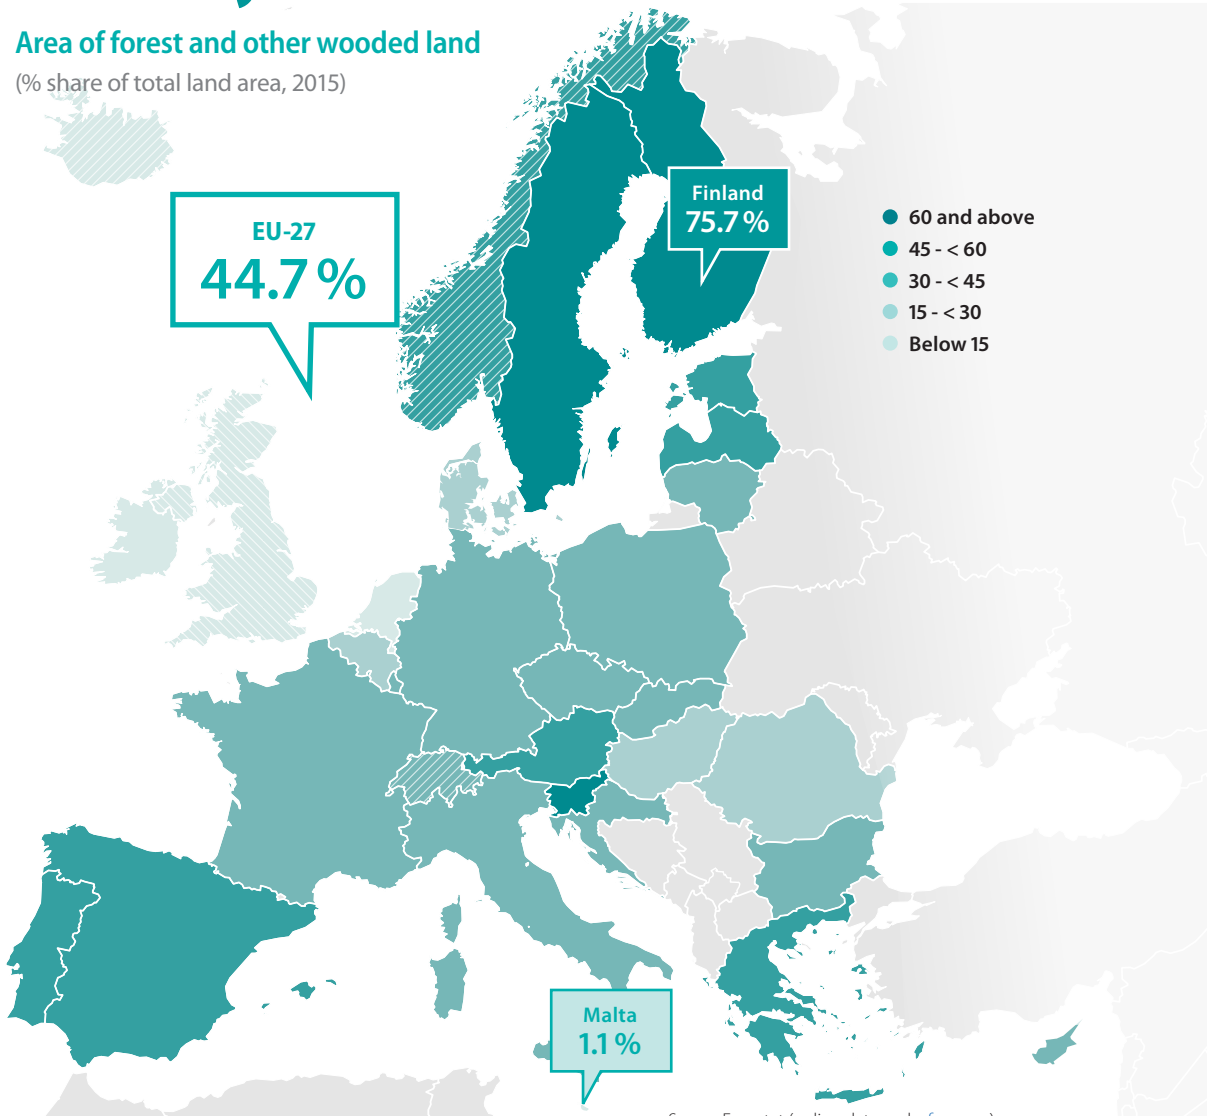 Area of forest and other wooded land
(% share of total land area, 2015)
EU-27
44.7 %
Finland
75.7 %
60 and above
45 - < 60
30 - < 45
15 - < 30
Below 15
Malta
1.1 %